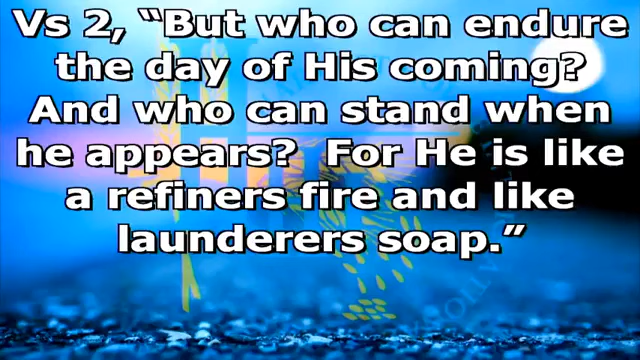 Vs 2, “But who can endure
the day of His coming?
And who can stand when
he appears?  For He is like
a refiners fire and like
launderers soap.”